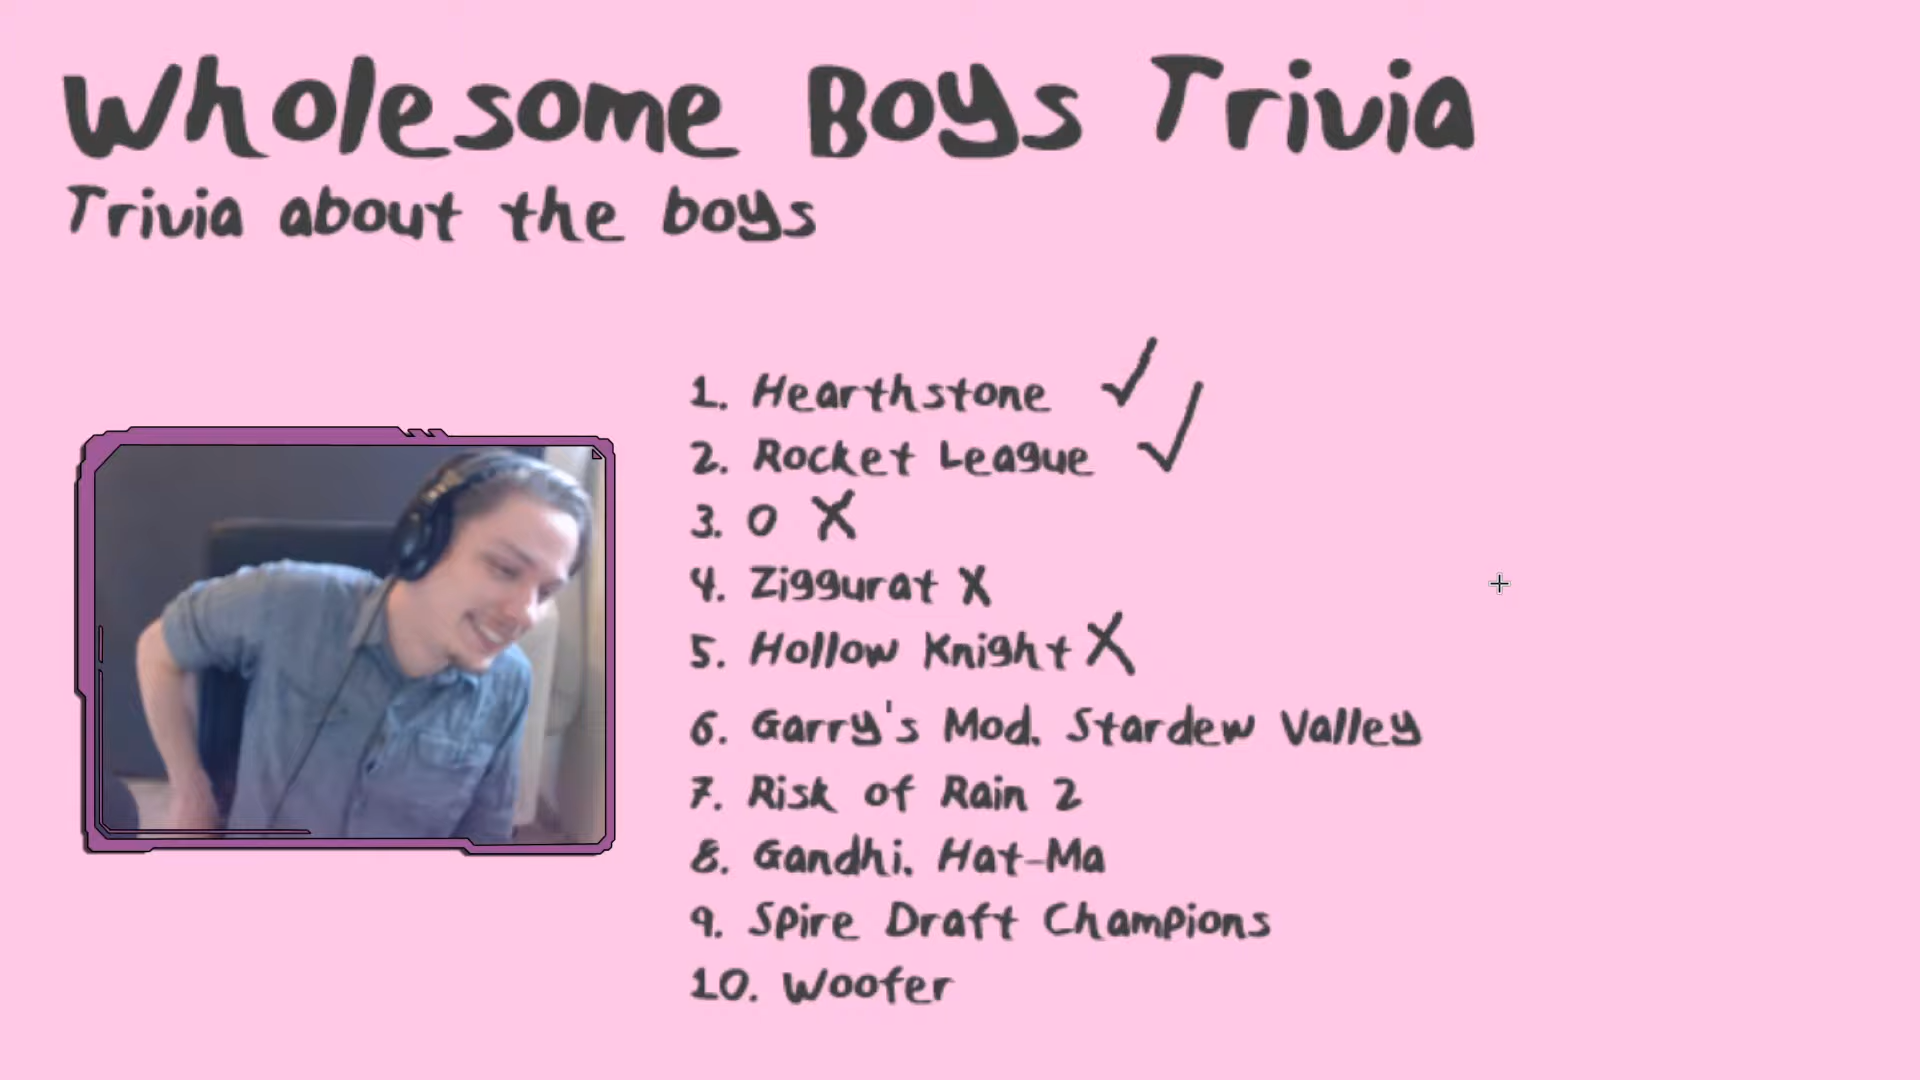 Wholesome Boys Trivia
Trivia about the boys
1. Hearthstone ✓
2. Rocket League ✓
3. 0 X
4. Ziggurat X
5. Hollow Knight X
6. Garry's Mod. Stardew Valley
7. Risk of Rain 2
8. Gandhi. Hat-Ma
9. Spire Draft Champions
10. Woofer